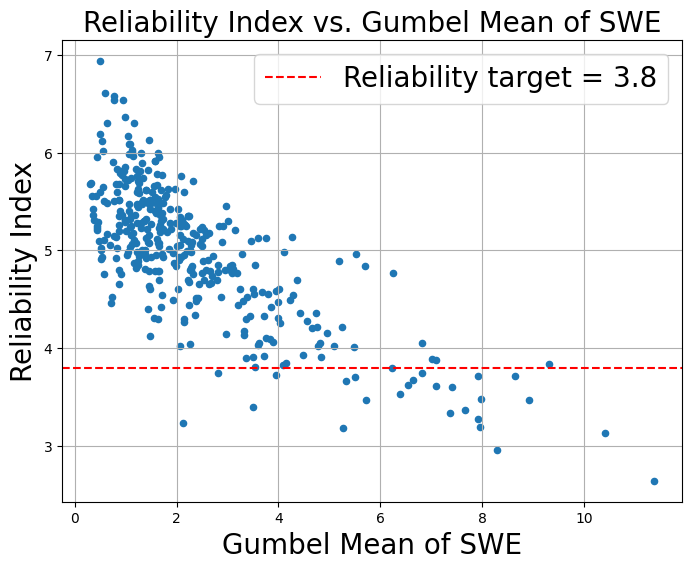 Reliability Index vs. Gumbel Mean of SWE
Reliability target = 3.8
Reliability Index
7
6
5
4
3
0 2 4 6 8 10
Gumbel Mean of SWE